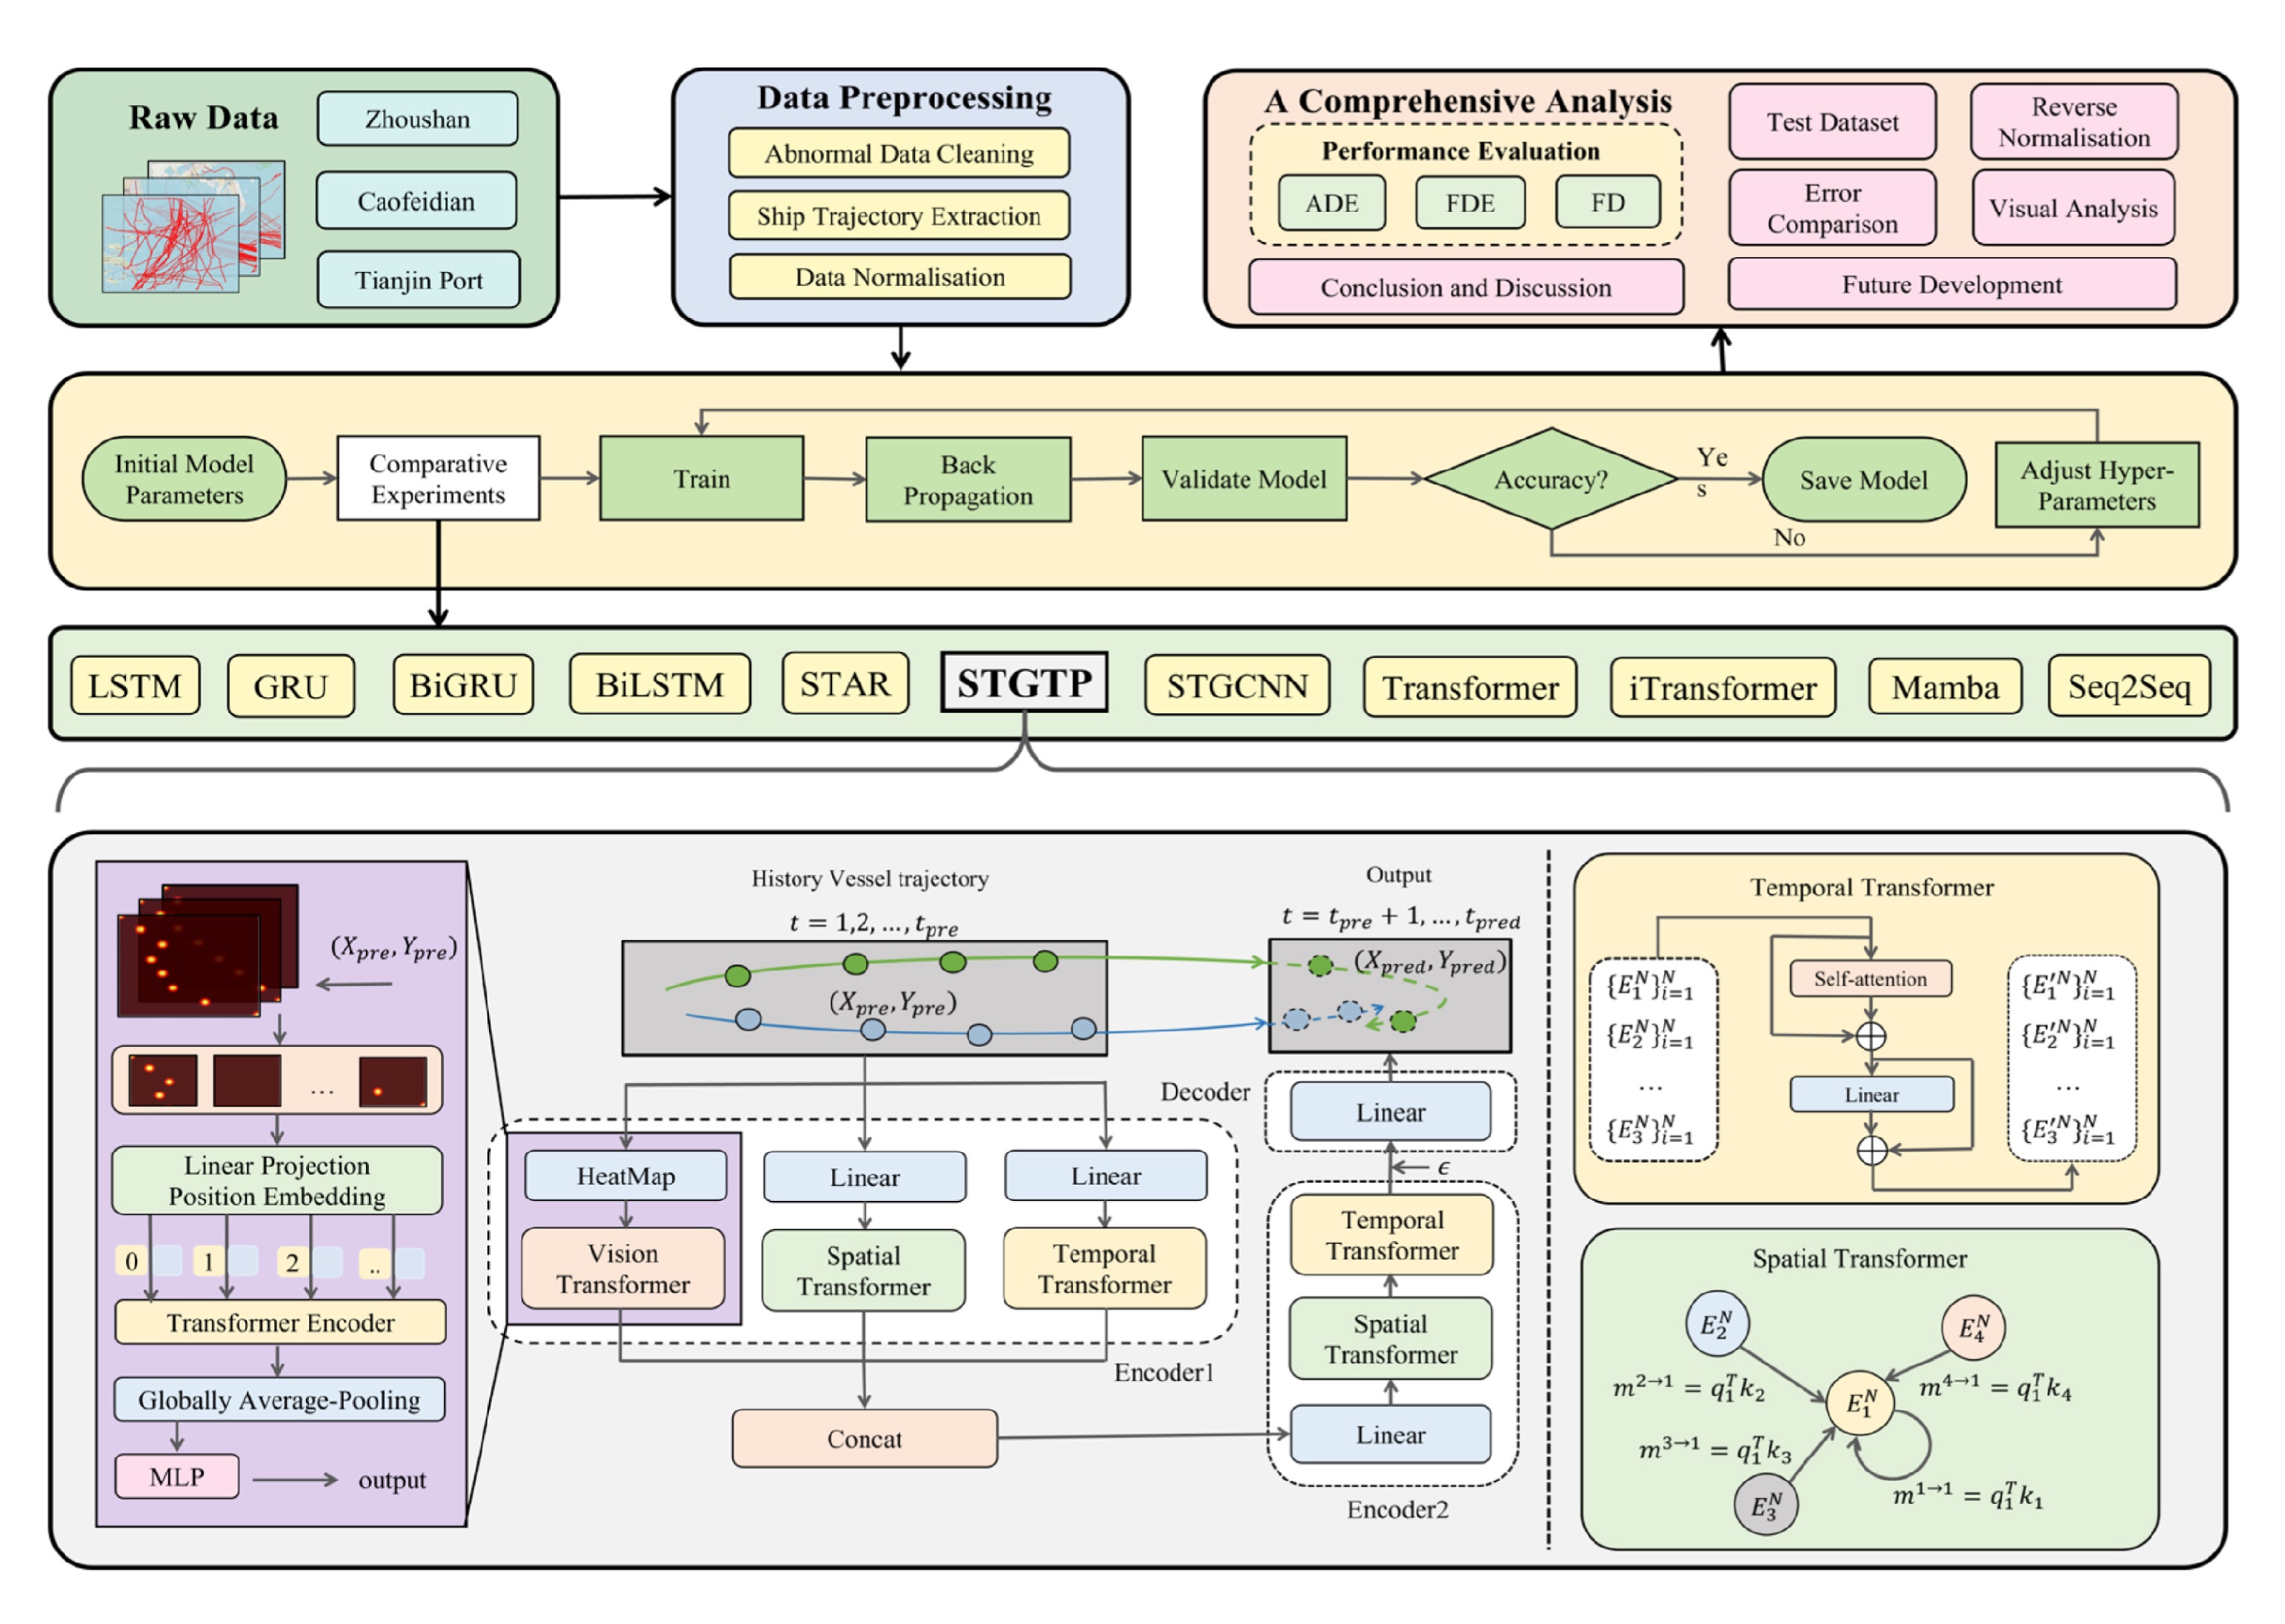 Raw Data
Zhoushan
Caofeidian
Tianjin Port
Data Preprocessing
Abnormal Data Cleaning
Ship Trajectory Extraction
Data Normalisation
A Comprehensive Analysis
Performance Evaluation
ADE
FDE
FD
Conclusion and Discussion
Test Dataset
Reverse
Normalisation
Error
Comparison
Visual Analysis
Future Development
Initial Model
Parameters
Comparative
Experiments
Train
Back
Propagation
Validate Model
Accuracy?
Ye
s
No
Save Model
Adjust Hyper-
Parameters
LSTM
GRU
BiGRU
BiLSTM
STAR
STGTP
STGCNN
Transformer
iTransformer
Mamba
Seq2Seq
(X_{pre}, Y_{pre})
...
Linear Projection
Position Embedding
0
1
2
..
Transformer Encoder
Globally Average-Pooling
MLP
output
History Vessel trajectory
t = 1,2, ..., t_{pre}
(X_{pre}, Y_{pre})
Output
t = t_{pre} + 1, ..., t_{pred}
(X_{pred}, Y_{pred})
HeatMap
Vision
Transformer
Linear
Spatial
Transformer
Linear
Temporal
Transformer
Encoder1
Concat
Decoder
Linear
ϵ
Temporal
Transformer
Spatial
Transformer
Linear
Encoder2
Temporal Transformer
{E_1^N}_{i=1}^N
{E_2^N}_{i=1}^N
...
{E_3^N}_{i=1}^N
Self-attention
Linear
{E_1'^N}_{i=1}^N
{E_2'^N}_{i=1}^N
...
{E_3'^N}_{i=1}^N
Spatial Transformer
E_2^N
E_4^N
m^{2→1} = q_1^T k_2
E_1^N
m^{4→1} = q_1^T k_4
m^{3→1} = q_1^T k_3
E_3^N
m^{1→1} = q_1^T k_1